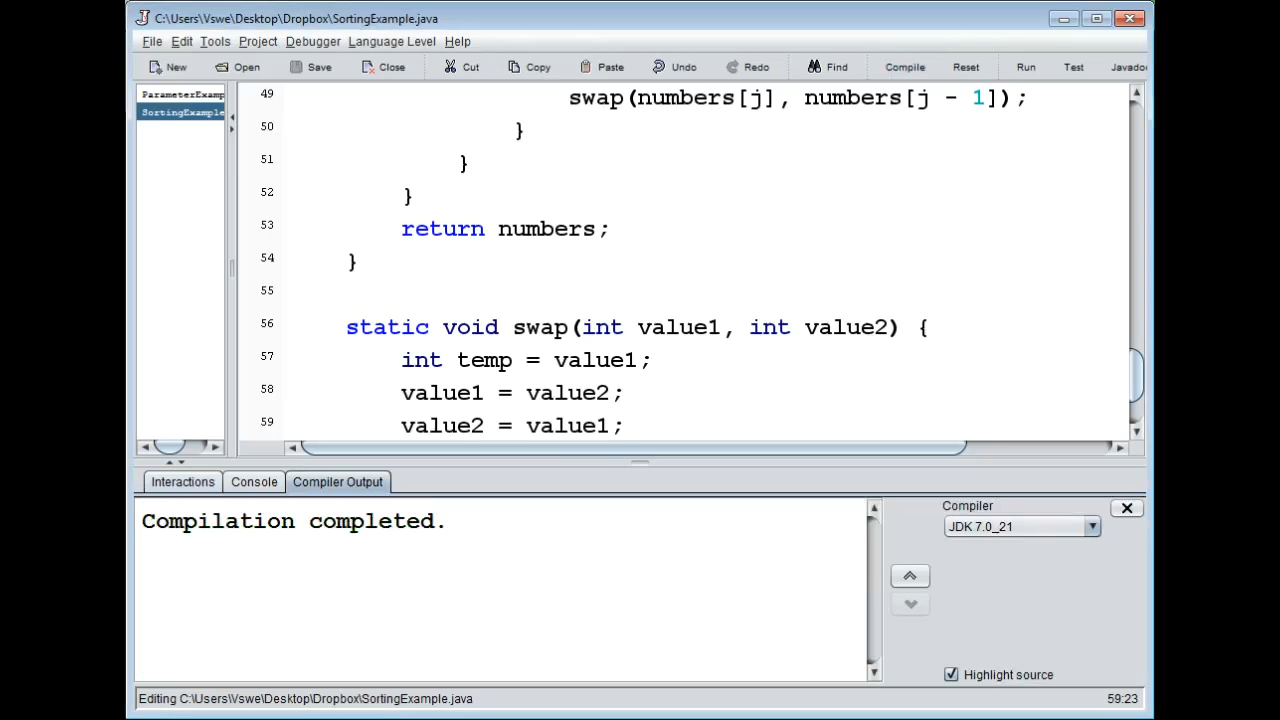 C:\Users\Vswe\Desktop\Dropbox\SortingExample.java
File Edit Tools Project Debugger Language Level Help
New Open Save Close Cut Copy Paste Undo Redo Find Compile Reset Run Test Javado
ParameterExamp
SortingExample
49 swap(numbers[j], numbers[j - 1]);
50 }
51 }
52 }
53 return numbers;
54 }
55
56 static void swap(int value1, int value2) {
57 int temp = value1;
58 value1 = value2;
59 value2 = value1;
Interactions Console Compiler Output
Compilation completed.
Compiler
JDK 7.0_21
Highlight source
Editing C:\Users\Vswe\Desktop\Dropbox\SortingExample.java 59:23